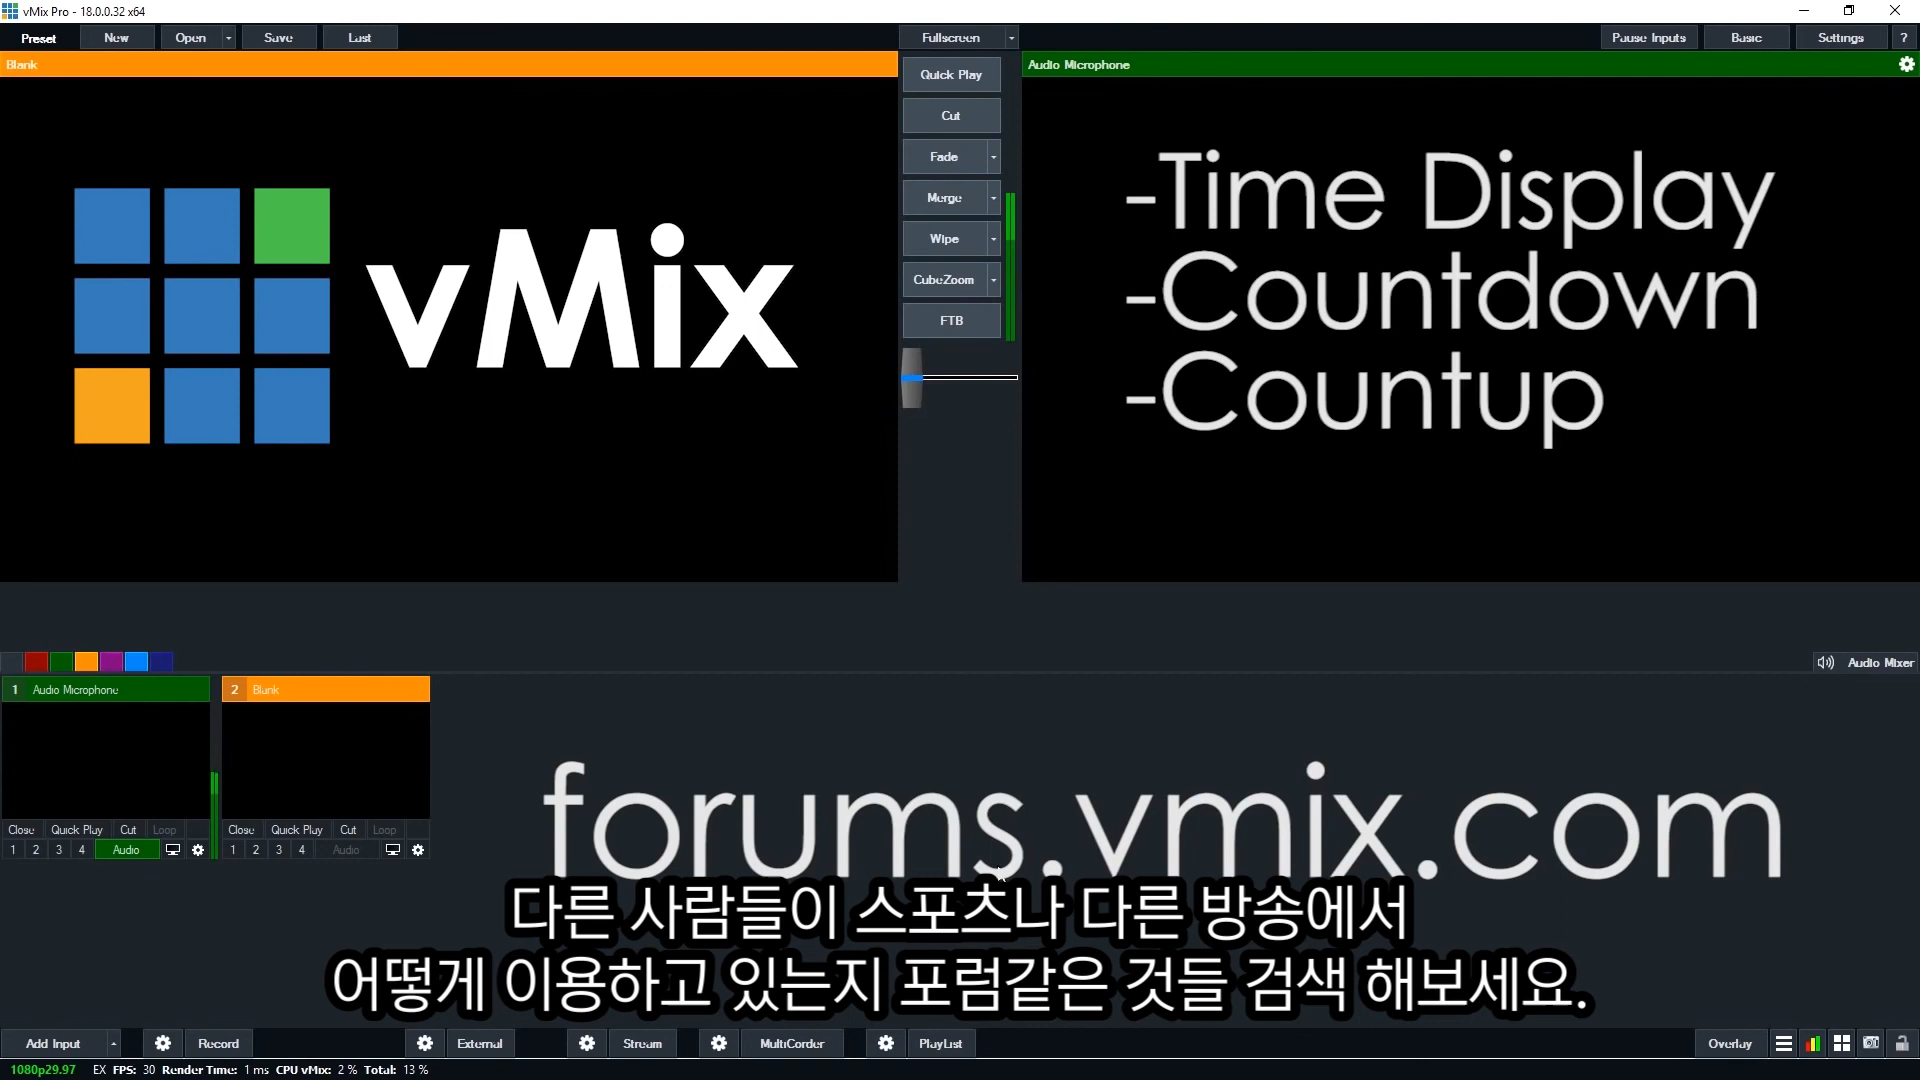 vMix Pro - 18.0.0.32 x64
Preset New Open Save Last Fullscreen Pause Inputs Basic Settings ?
Blank
Audio Microphone
Quick Play
Cut
Fade
Merge
Wipe
CubeZoom
FTB
vMix
-Time Display
-Countdown
-Countup
Audio Mixer
1 Audio Microphone
2 Blank
Close Quick Play Cut Loop
1 2 3 4 Audio
Close Quick Play Cut Loop
1 2 3 4 Audio
forums.vmix.com
다른 사람들이 스포츠나 다른 방송에서
어떻게 이용하고 있는지 포럼같은 것들 검색 해보세요.
Add Input Record External Stream MultiCorder PlayList Overlay
1080p29.97 EX FPS: 30 Render Time: 1 ms CPU vMix: 2 % Total: 13 %